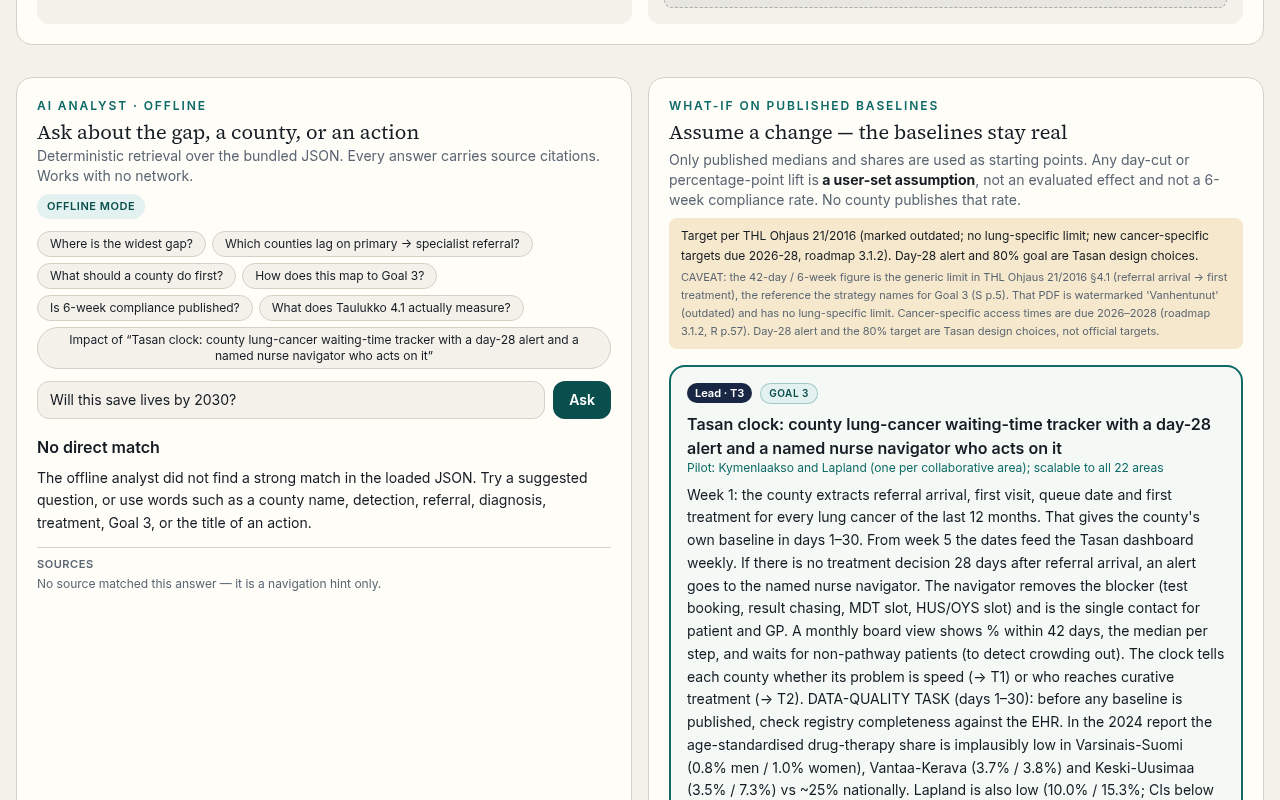 AI ANALYST · OFFLINE
Ask about the gap, a county, or an action
Deterministic retrieval over the bundled JSON. Every answer carries source citations.
Works with no network.
OFFLINE MODE
Where is the widest gap?
Which counties lag on primary → specialist referral?
What should a county do first?
How does this map to Goal 3?
Is 6-week compliance published?
What does Taulukko 4.1 actually measure?
Impact of “Tasan clock: county lung-cancer waiting-time tracker with a day-28 alert and a
named nurse navigator who acts on it”
Will this save lives by 2030?
Ask
No direct match
The offline analyst did not find a strong match in the loaded JSON. Try a suggested
question, or use words such as a county name, detection, referral, diagnosis,
treatment, Goal 3, or the title of an action.
SOURCES
No source matched this answer — it is a navigation hint only.
WHAT-IF ON PUBLISHED BASELINES
Assume a change — the baselines stay real
Only published medians and shares are used as starting points. Any day-cut or
percentage-point lift is a user-set assumption, not an evaluated effect and not a 6-
week compliance rate. No county publishes that rate.
Target per THL Ohjaus 21/2016 (marked outdated; no lung-specific limit; new cancer-specific
targets due 2026-28, roadmap 3.1.2). Day-28 alert and 80% goal are Tasan design choices.
CAVEAT: the 42-day / 6-week figure is the generic limit in THL Ohjaus 21/2016 §4.1 (referral arrival → first
treatment), the reference the strategy names for Goal 3 (S p.5). That PDF is watermarked 'Vanhentunut'
(outdated) and has no lung-specific limit. Cancer-specific access times are due 2026–2028 (roadmap
3.1.2, R p.57). Day-28 alert and the 80% target are Tasan design choices, not official targets.
Lead · T3
GOAL 3
Tasan clock: county lung-cancer waiting-time tracker with a day-28
alert and a named nurse navigator who acts on it
Pilot: Kymenlaakso and Lapland (one per collaborative area); scalable to all 22 areas
Week 1: the county extracts referral arrival, first visit, queue date and first
treatment for every lung cancer of the last 12 months. That gives the county's
own baseline in days 1–30. From week 5 the dates feed the Tasan dashboard
weekly. If there is no treatment decision 28 days after referral arrival, an alert
goes to the named nurse navigator. The navigator removes the blocker (test
booking, result chasing, MDT slot, HUS/OYS slot) and is the single contact for
patient and GP. A monthly board view shows % within 42 days, the median per
step, and waits for non-pathway patients (to detect crowding out). The clock tells
each county whether its problem is speed (→ T1) or who reaches curative
treatment (→ T2). DATA-QUALITY TASK (days 1–30): before any baseline is
published, check registry completeness against the EHR. In the 2024 report the
age-standardised drug-therapy share is implausibly low in Varsinais-Suomi
(0.8% men / 1.0% women), Vantaa-Kerava (3.7% / 3.8%) and Keski-Uusimaa
(3.5% / 7.3%) vs ~25% nationally. Lapland is also low (10.0% / 15.3%; CIs below